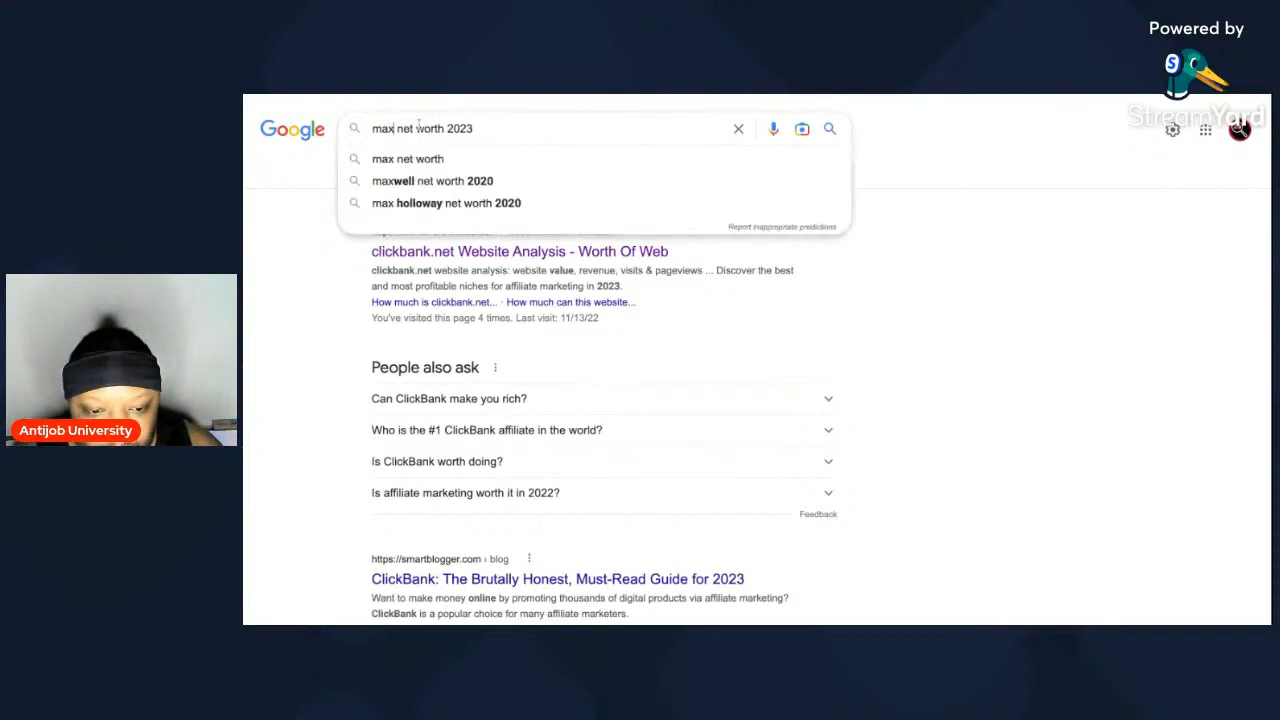 Powered by
S
StreamYard
Google
max net worth 2023
max net worth
maxwell net worth 2020
max holloway net worth 2020
Report inappropriate predictions
clickbank.net Website Analysis - Worth Of Web
clickbank.net website analysis: website value, revenue, visits & pageviews ... Discover the best
and most profitable niches for affiliate marketing in 2023.
How much is clickbank.net... · How much can this website...
You've visited this page 4 times. Last visit: 11/13/22
People also ask
Can ClickBank make you rich?
Who is the #1 ClickBank affiliate in the world?
Is ClickBank worth doing?
Is affiliate marketing worth it in 2022?
Feedback
https://smartblogger.com › blog
ClickBank: The Brutally Honest, Must-Read Guide for 2023
Want to make money online by promoting thousands of digital products via affiliate marketing?
ClickBank is a popular choice for many affiliate marketers.
Antijob University